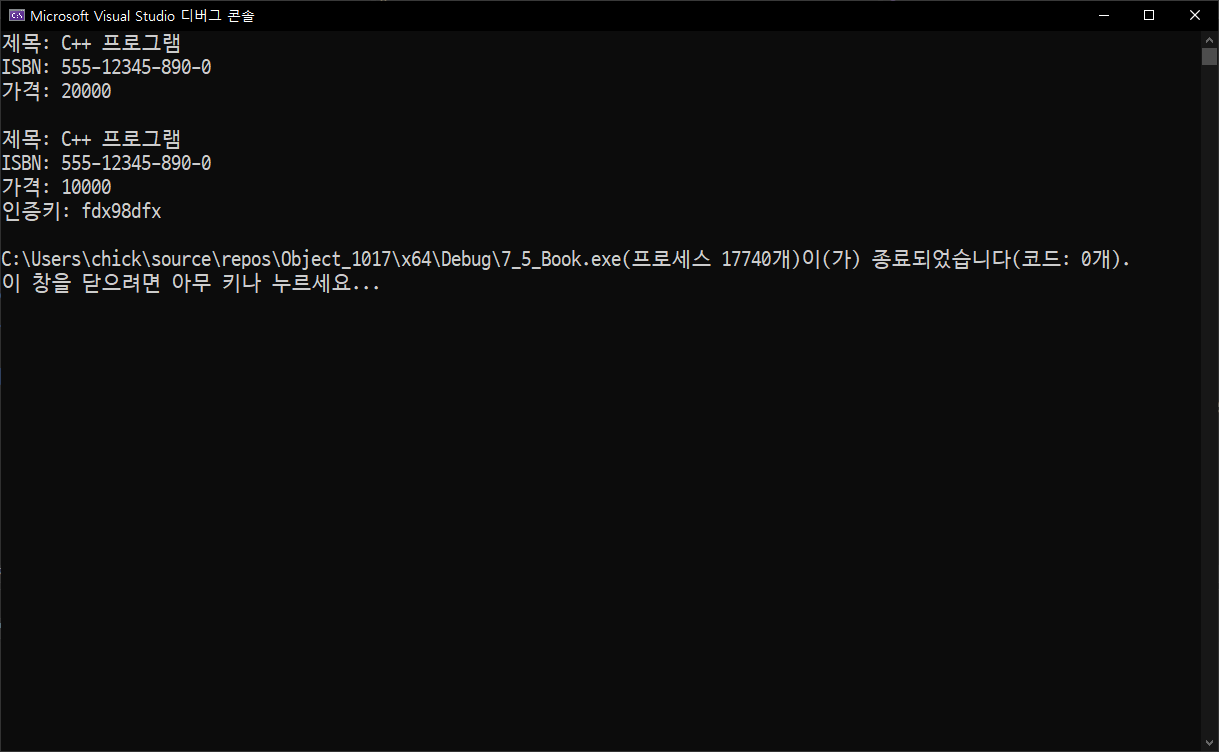 Microsoft Visual Studio 디버그 콘솔
제목: C++ 프로그램
ISBN: 555-12345-890-0
가격: 20000
제목: C++ 프로그램
ISBN: 555-12345-890-0
가격: 10000
인증키: fdx98dfx
C:\Users\chick\source\repos\Object_1017\x64\Debug\7_5_Book.exe(프로세스 17740개)이(가) 종료되었습니다(코드: 0개).
이 창을 닫으려면 아무 키나 누르세요...